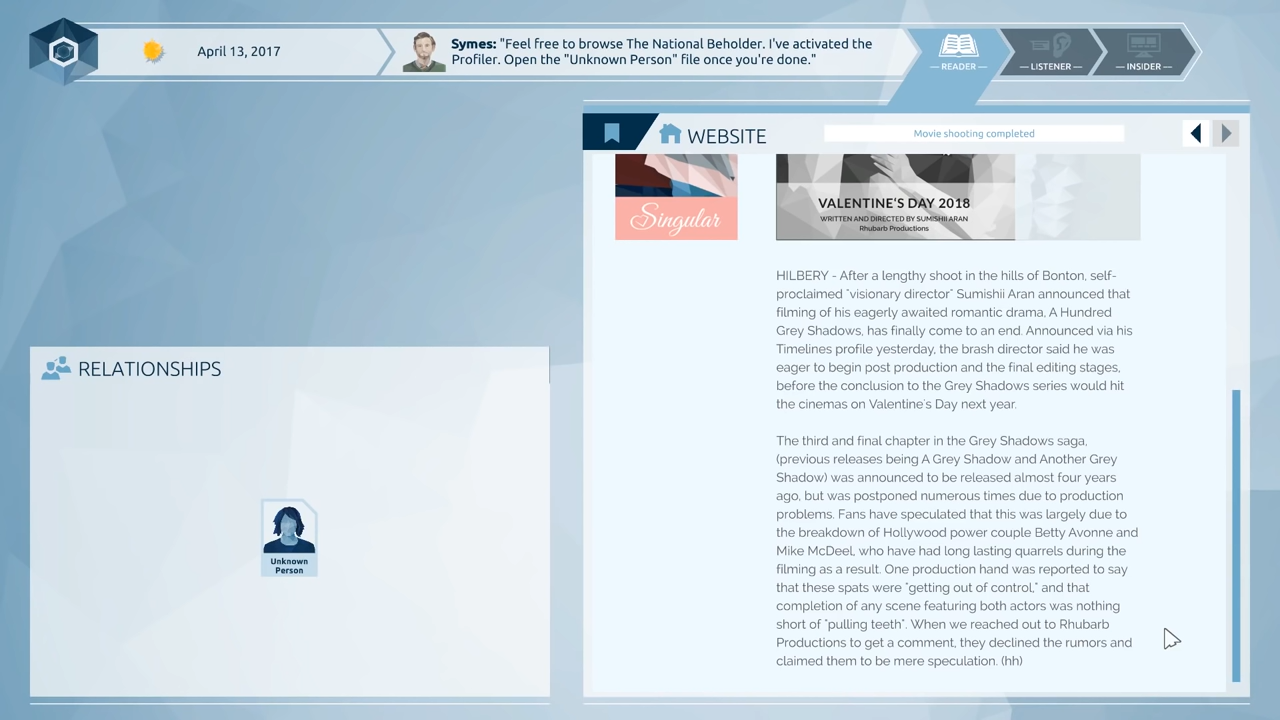 April 13, 2017
Symes: "Feel free to browse The National Beholder. I've activated the
Profiler. Open the "Unknown Person" file once you're done."
— READER —
— LISTENER —
— INSIDER —
WEBSITE
Movie shooting completed
Singular
VALENTINE'S DAY 2018
WRITTEN AND DIRECTED BY SUMISHII ARAN
Rhubarb Productions
HILBERY - After a lengthy shoot in the hills of Bonton, self-
proclaimed "visionary director" Sumishii Aran announced that
filming of his eagerly awaited romantic drama, A Hundred
Grey Shadows, has finally come to an end. Announced via his
Timelines profile yesterday, the brash director said he was
eager to begin post production and the final editing stages,
before the conclusion to the Grey Shadows series would hit
the cinemas on Valentine's Day next year.
The third and final chapter in the Grey Shadows saga,
(previous releases being A Grey Shadow and Another Grey
Shadow) was announced to be released almost four years
ago, but was postponed numerous times due to production
problems. Fans have speculated that this was largely due to
the breakdown of Hollywood power couple Betty Avonne and
Mike McDeel, who have had long lasting quarrels during the
filming as a result. One production hand was reported to say
that these spats were "getting out of control," and that
completion of any scene featuring both actors was nothing
short of "pulling teeth". When we reached out to Rhubarb
Productions to get a comment, they declined the rumors and
claimed them to be mere speculation. (hh)
RELATIONSHIPS
Unknown
Person